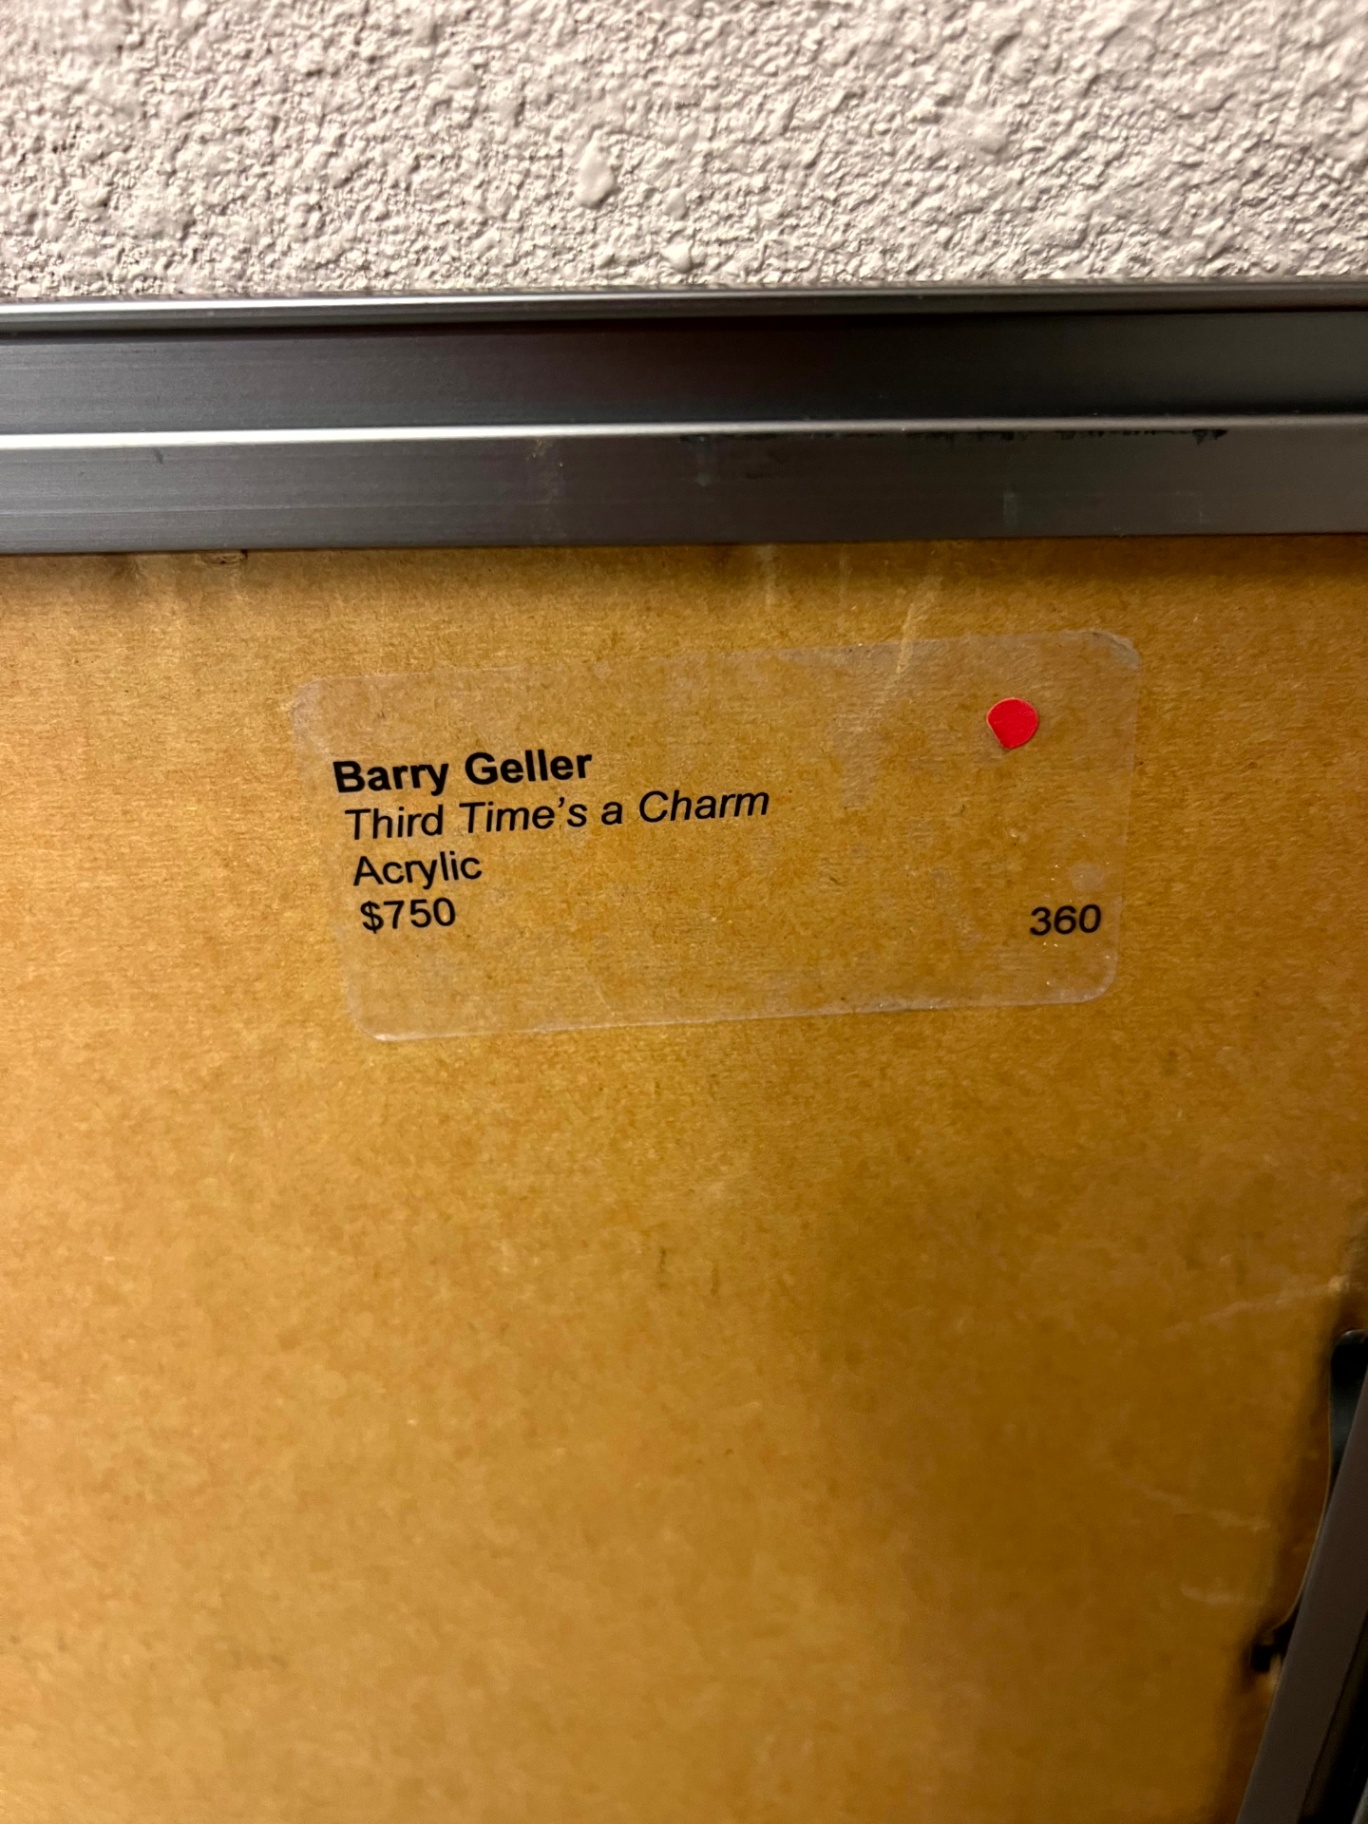 Barry Geller
Third Time’s a Charm
Acrylic
$750 360